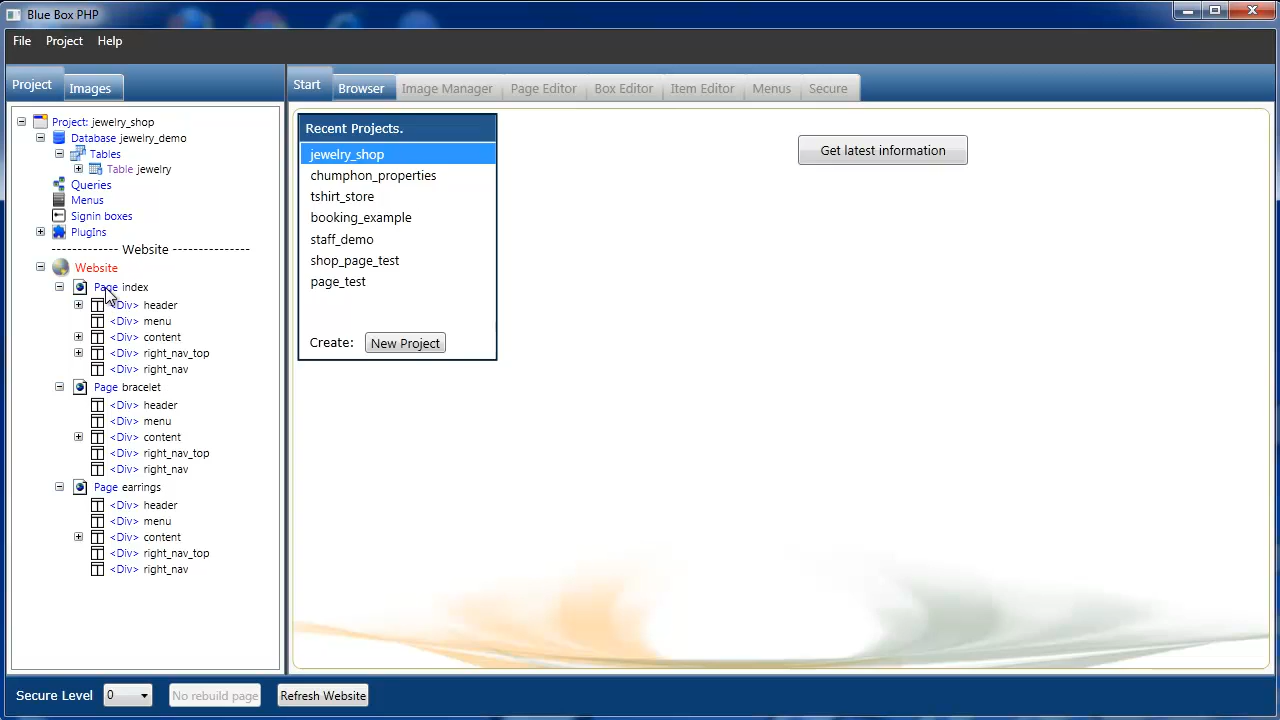 Blue Box PHP
File Project Help
Project Images
Start Browser Image Manager Page Editor Box Editor Item Editor Menus Secure
Project: jewelry_shop
Database jewelry_demo
Tables
Table jewelry
Queries
Menus
Signin boxes
PlugIns
------------ Website ---------------
Website
Page index
<Div> header
<Div> menu
<Div> content
<Div> right_nav_top
<Div> right_nav
Page bracelet
<Div> header
<Div> menu
<Div> content
<Div> right_nav_top
<Div> right_nav
Page earrings
<Div> header
<Div> menu
<Div> content
<Div> right_nav_top
<Div> right_nav
Recent Projects.
jewelry_shop
chumphon_properties
tshirt_store
booking_example
staff_demo
shop_page_test
page_test
Create: New Project
Get latest information
Secure Level 0 No rebuild page Refresh Website